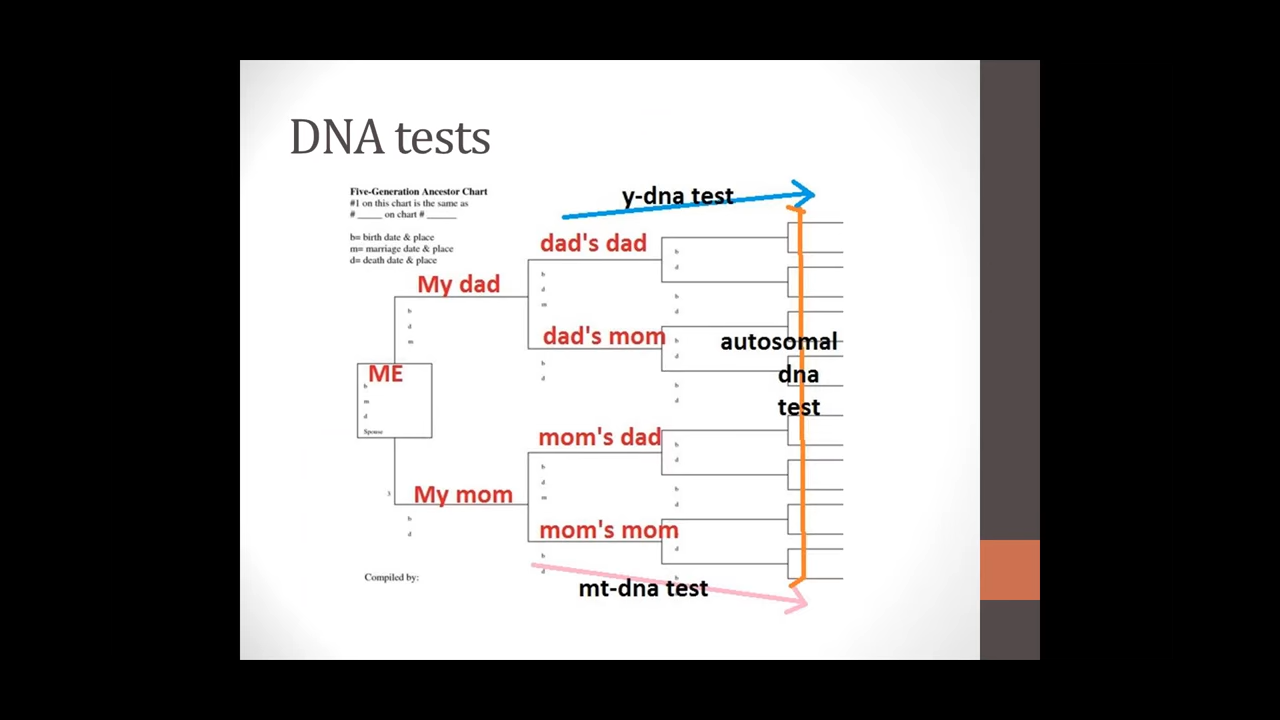 DNA tests
Five-Generation Ancestor Chart
#1 on this chart is the same as
# _____ on chart # ______
b= birth date & place
m= marriage date & place
d= death date & place
y-dna test
dad's dad
b
d
b
d
m
My dad
b
b
d
m
d
dad's mom
b
autosomal
b
d
dna
ME
b
d
b
m
d
test
d
Spouse
mom's dad
b
d
b
d
m
b
My mom
3
d
b
d
mom's mom
d
b
d
b
Compiled by:
mt-dna test